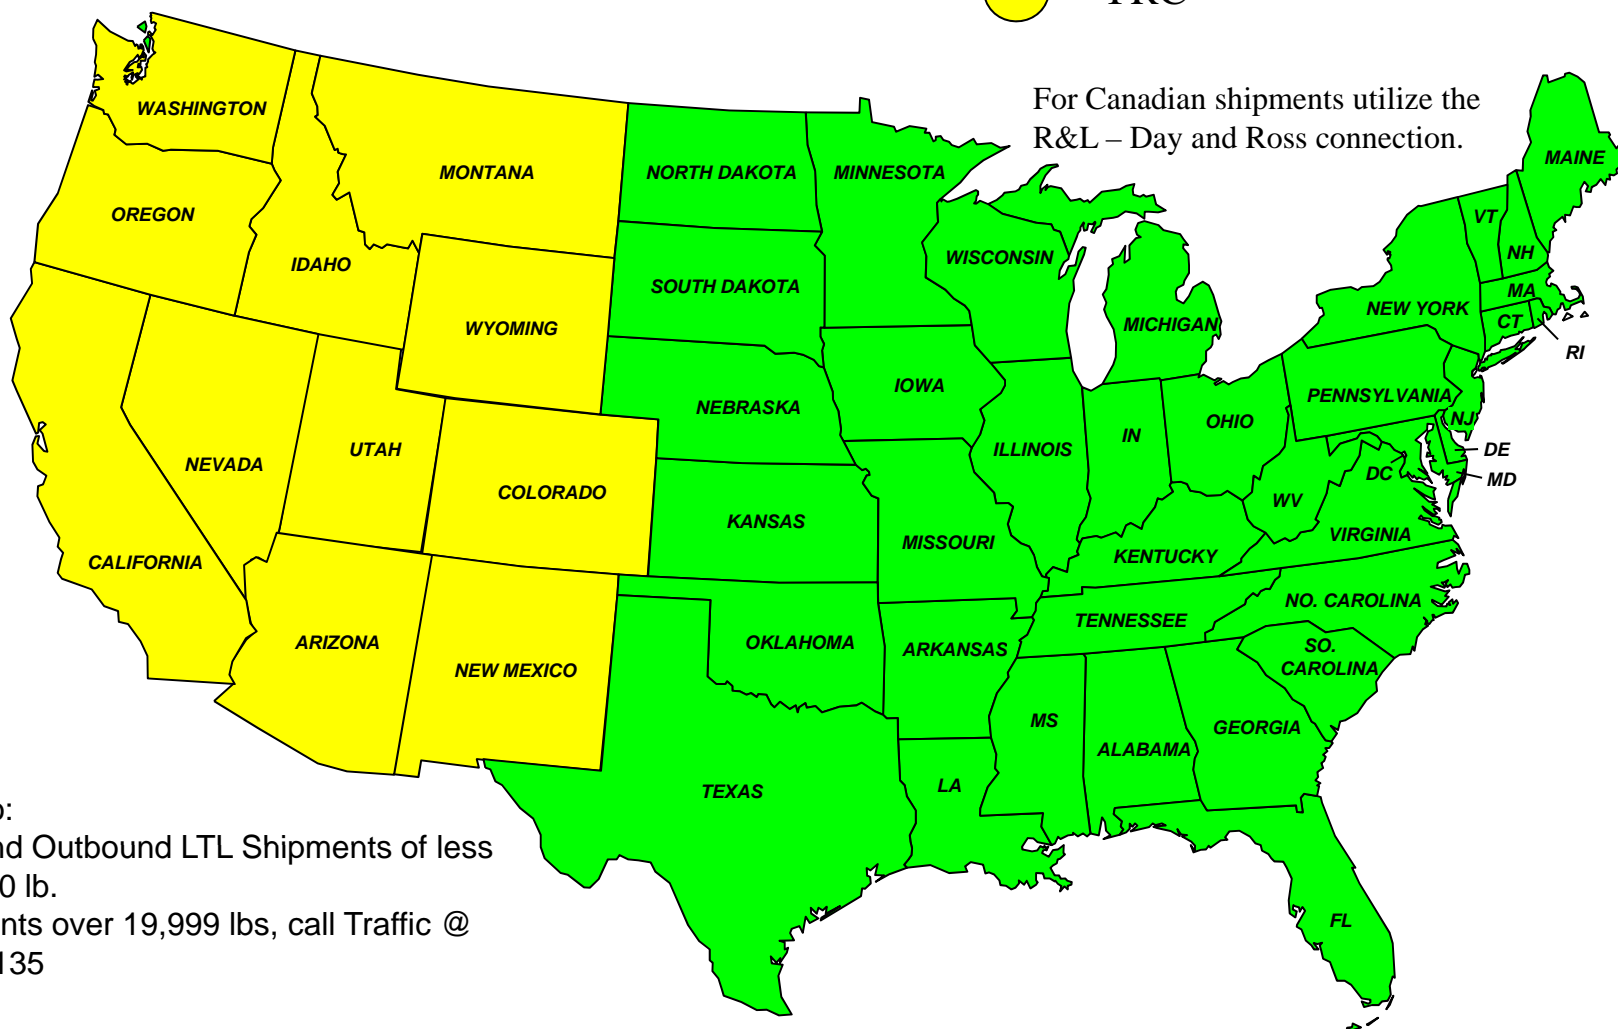 For Canadian shipments utilize the
R&L – Day and Ross connection.
WASHINGTON
MONTANA
NORTH DAKOTA
MINNESOTA
MAINE
OREGON
VT
IDAHO
NH
WISCONSIN
SOUTH DAKOTA
MA
NEW YORK
WYOMING
MICHIGAN
CT
RI
IOWA
PENNSYLVANIA
NEBRASKA
NJ
OHIO
IN
UTAH
ILLINOIS
DE
NEVADA
DC
MD
COLORADO
WV
KANSAS
VIRGINIA
MISSOURI
KENTUCKY
CALIFORNIA
NO. CAROLINA
TENNESSEE
ARIZONA
OKLAHOMA
ARKANSAS
SO.
CAROLINA
NEW MEXICO
MS
GEORGIA
ALABAMA
LA
TEXAS
Outbound LTL Shipments of less
lb.
over 19,999 lbs, call Traffic @
FL